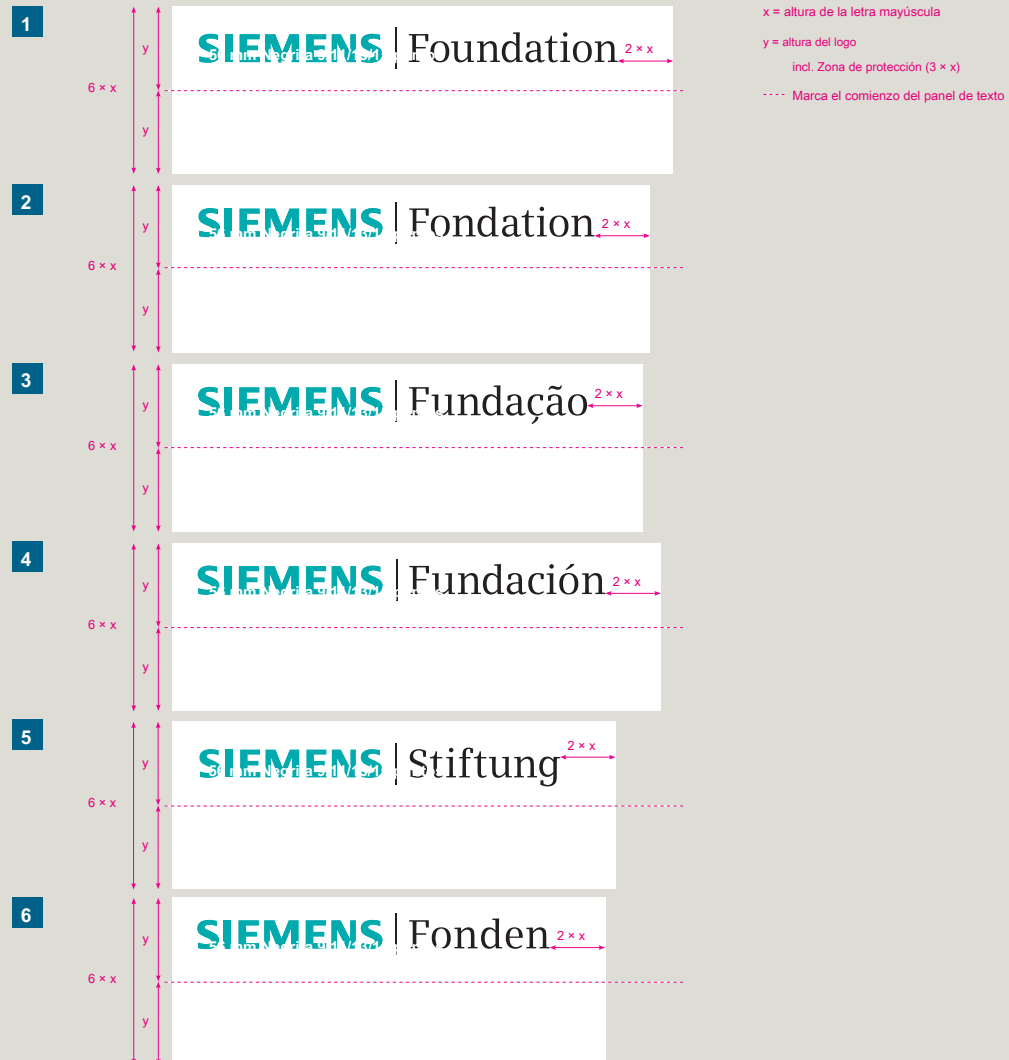 1
SIEMENS Foundation
2 × x
y
6 × x
y
x = altura de la letra mayúscula
y = altura del logo
incl. Zona de protección (3 × x)
---- Marca el comienzo del panel de texto
2
SIEMENS Fondation
2 × x
y
6 × x
y
3
SIEMENS Fundação
2 × x
y
6 × x
y
4
SIEMENS Fundación
2 × x
y
6 × x
y
5
SIEMENS Stiftung
2 × x
y
6 × x
y
6
SIEMENS Fonden
2 × x
y
6 × x
y